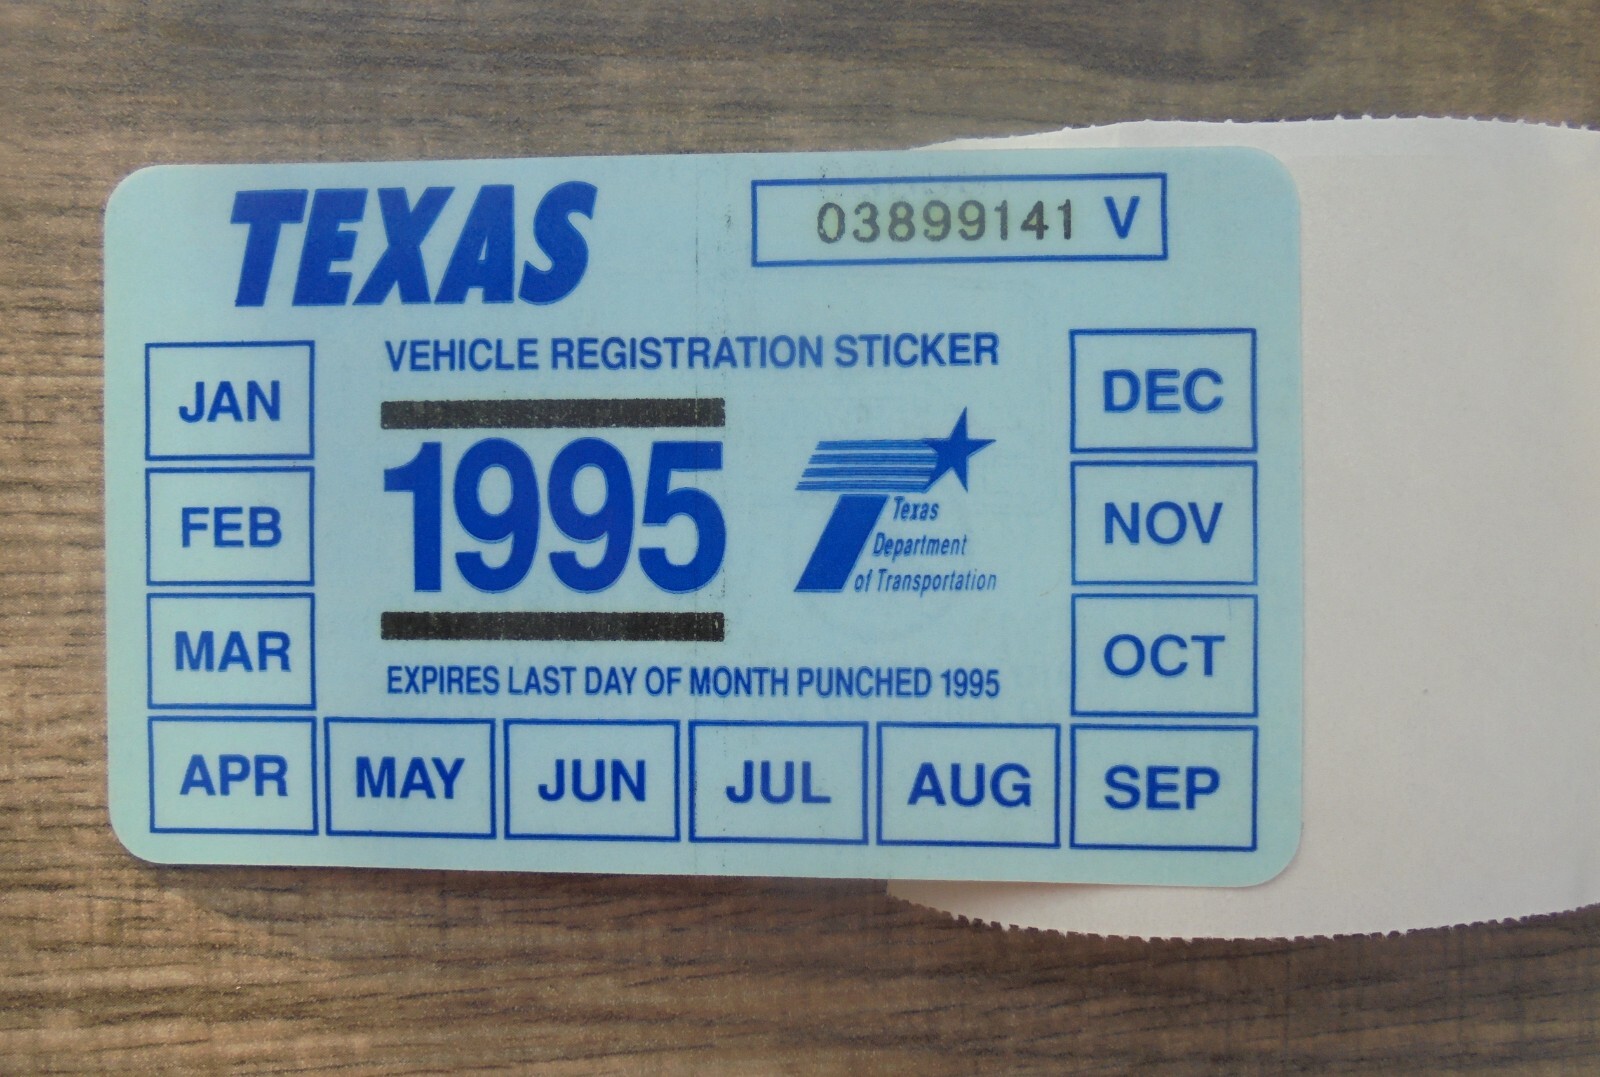 TEXAS
03899141 V
VEHICLE REGISTRATION STICKER
1995
Texas
Department
of Transportation
EXPIRES LAST DAY OF MONTH PUNCHED 1995
JAN
FEB
MAR
APR
MAY
JUN
JUL
AUG
SEP
OCT
NOV
DEC